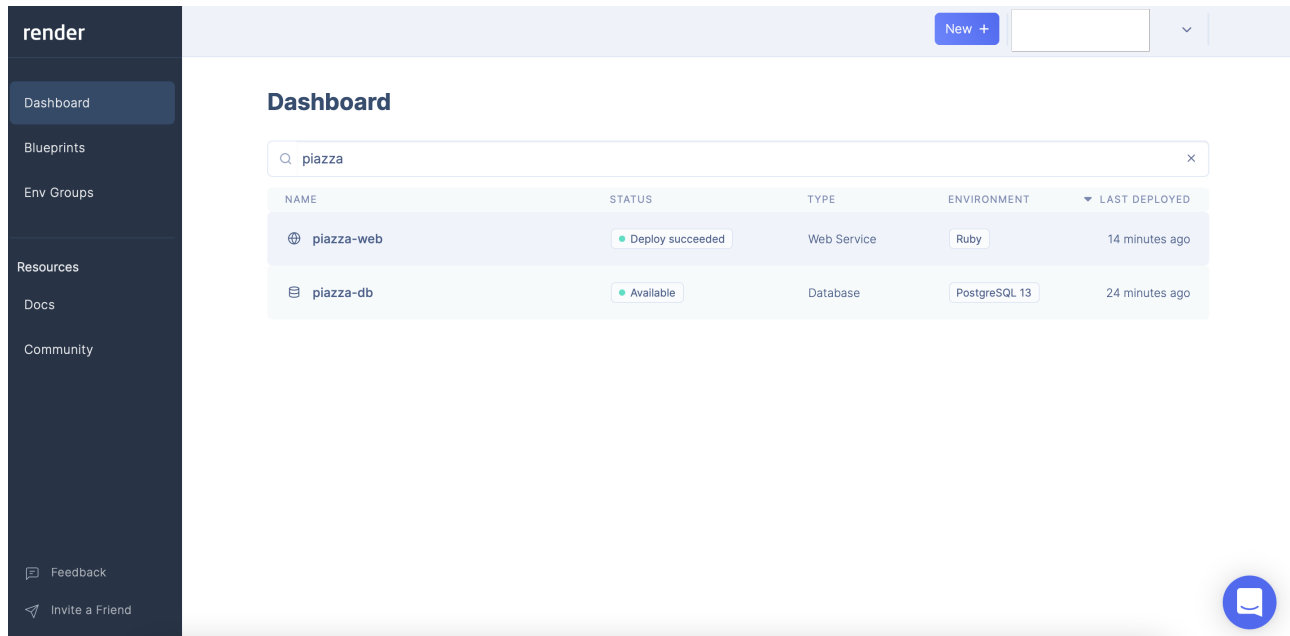 render
New +
Dashboard
Blueprints
Env Groups
Resources
Docs
Community
Feedback
Invite a Friend
Dashboard
piazza
NAME STATUS TYPE ENVIRONMENT LAST DEPLOYED
piazza-web Deploy succeeded Web Service Ruby 14 minutes ago
piazza-db Available Database PostgreSQL 13 24 minutes ago